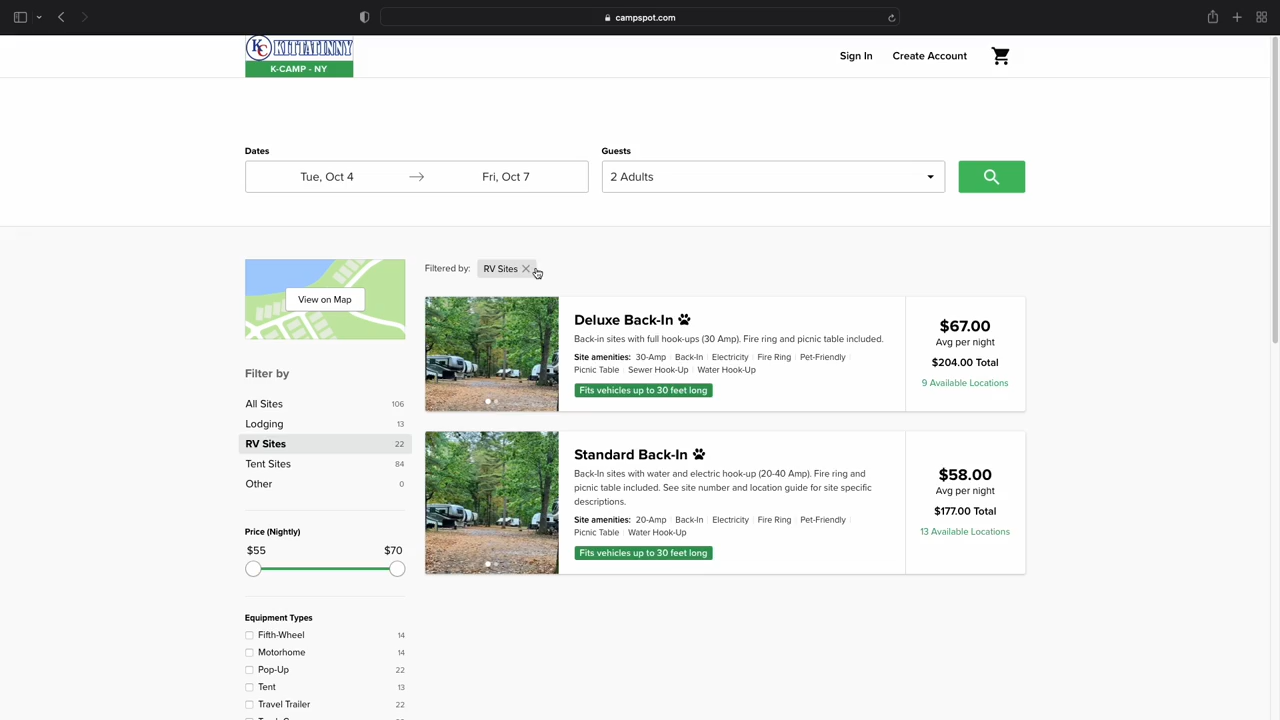 campspot.com
KC KITTATINNY
K-CAMP - NY
Sign In
Create Account
Dates
Guests
Tue, Oct 4
Fri, Oct 7
2 Adults
View on Map
Filtered by:
RV Sites
Filter by
All Sites 106
Lodging 13
RV Sites 22
Tent Sites 84
Other 0
Price (Nightly)
$55 $70
Equipment Types
Fifth-Wheel 14
Motorhome 14
Pop-Up 22
Tent 13
Travel Trailer 22
Deluxe Back-In
Back-in sites with full hook-ups (30 Amp). Fire ring and picnic table included.
Site amenities: 30-Amp | Back-In | Electricity | Fire Ring | Pet-Friendly |
Picnic Table | Sewer Hook-Up | Water Hook-Up
Fits vehicles up to 30 feet long
$67.00
Avg per night
$204.00 Total
9 Available Locations
Standard Back-In
Back-In sites with water and electric hook-up (20-40 Amp). Fire ring and
picnic table included. See site number and location guide for site specific
descriptions.
Site amenities: 20-Amp | Back-In | Electricity | Fire Ring | Pet-Friendly |
Picnic Table | Water Hook-Up
Fits vehicles up to 30 feet long
$58.00
Avg per night
$177.00 Total
13 Available Locations